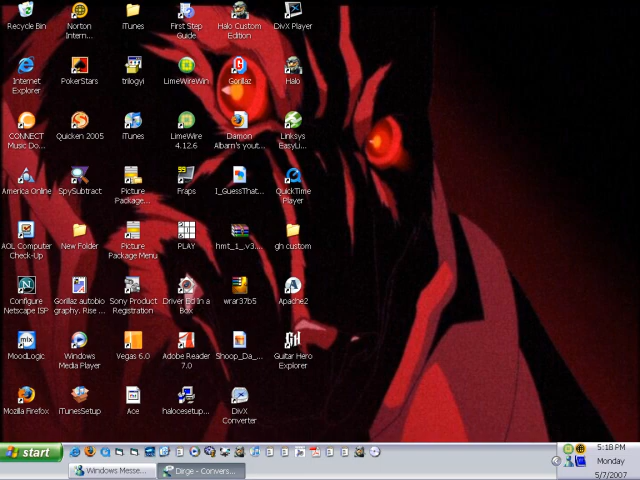 Recycle Bin
Norton Intern...
iTunes
First Step Guide
Halo Custom Edition
DivX Player
Internet Explorer
PokerStars
trilogyi
LimeWireWin
Gorillaz
Halo
CONNECT Music Do...
Quicken 2005
iTunes
LimeWire 4.12.6
Damon Albarn's yout...
Linksys EasyLi...
America Online
SpySubtract
Picture Package...
Fraps
I_GuessThat...
QuickTime Player
AOL Computer Check-Up
New Folder
Picture Package Menu
PLAY
hmt_1_.v3....
gh custom
Configure Netscape ISP
Gorillaz autobiography. Rise ...
Sony Product Registration
Driver Ed In a Box
wrar37b5
Apache2
MoodLogic
Windows Media Player
Vegas 6.0
Adobe Reader 7.0
Shoop_Da_...
Guitar Hero Explorer
Mozilla Firefox
iTunesSetup
Ace
halocesetup...
DivX Converter
start
5:18 PM
Windows Messe...
Dirge - Convers...
Monday
5/7/2007